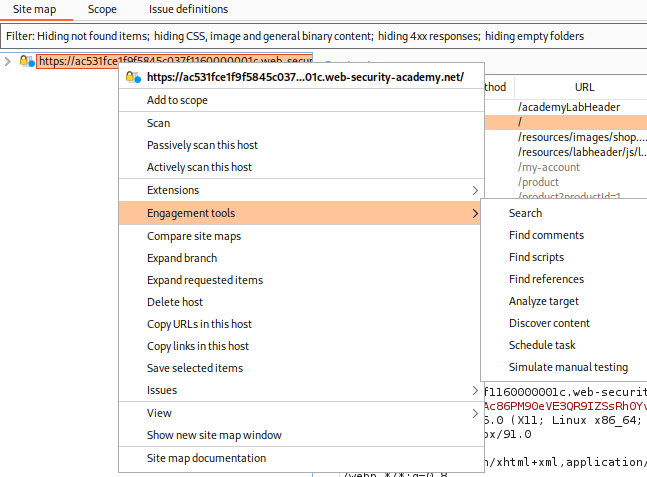 Site map Scope Issue definitions
Filter: Hiding not found items; hiding CSS, image and general binary content; hiding 4xx responses; hiding empty folders
https://ac531fce1f9f5845c037f1160000001c.web-secur
https://ac531fce1f9f5845c037...01c.web-security-academy.net/
Add to scope
Scan
Passively scan this host
Actively scan this host
Extensions
Engagement tools
Compare site maps
Expand branch
Expand requested items
Delete host
Copy URLs in this host
Copy links in this host
Save selected items
Issues
View
Show new site map window
Site map documentation
thod URL
/academyLabHeader
/
/resources/images/shop....
/resources/labheader/js/l...
/my-account
/product
/product?productId=1
Search
Find comments
Find scripts
Find references
Analyze target
Discover content
Schedule task
Simulate manual testing
f1160000001c.web-securit
Ac86PM90eVE3QR9IZSsRh0Yv
5.0 (X11; Linux x86_64;
ox/91.0
n/xhtml+xml,application/
/webp,*/*;q=0.8